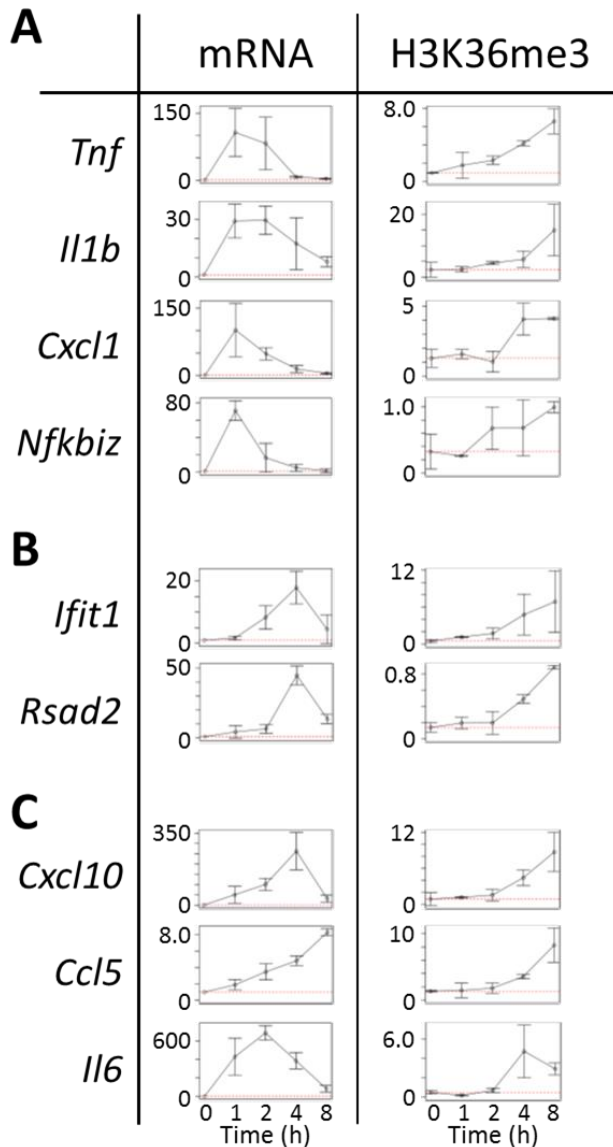 A
mRNA H3K36me3
Tnf 150 0 8.0 0
Il1b 30 0 20 0
Cxcl1 150 0 5 0
Nfkbiz 80 0 1.0 0
B
Ifit1 20 0 12 0
Rsad2 50 0 0.8 0
C
Cxcl10 350 0 12 0
Ccl5 8.0 0 10 0
Il6 600 0 6.0 0
0 1 2 4 8 0 1 2 4 8
Time (h) Time (h)